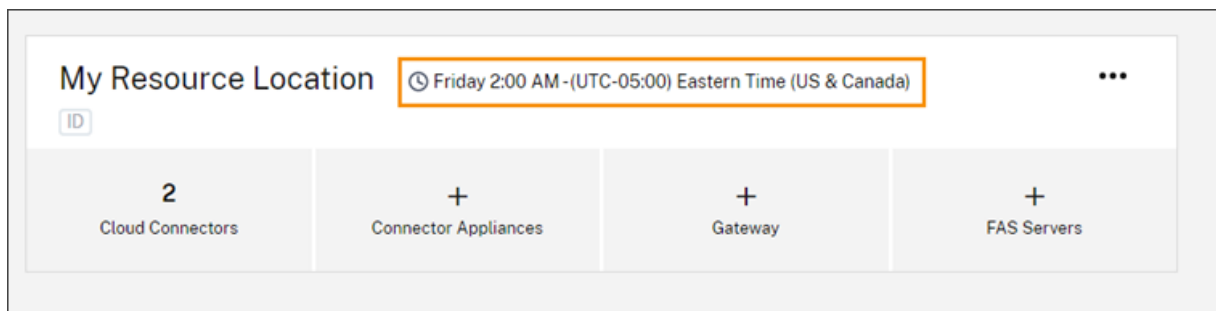 My Resource Location
Friday 2:00 AM-(UTC-05:00) Eastern Time (US & Canada)
•••
ID
2
Cloud Connectors
+
Connector Appliances
+
Gateway
+
FAS Servers